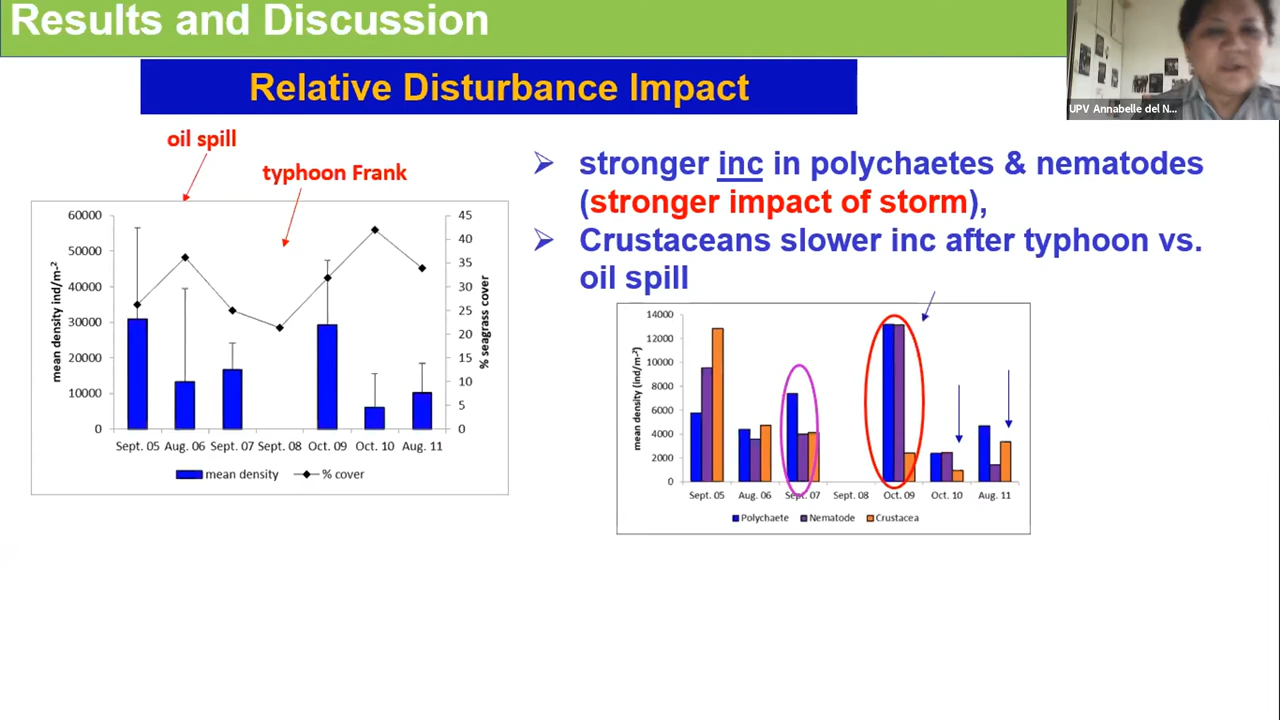 Results and Discussion
UPV Annabelle del N...
Relative Disturbance Impact
oil spill
typhoon Frank
➢ stronger inc in polychaetes & nematodes
(stronger impact of storm),
➢ Crustaceans slower inc after typhoon vs.
oil spill
mean density ind/m-2
60000
50000
40000
30000
20000
10000
0
45
40
35
30
25
20
15
10
5
0
% seagrass cover
Sept. 05 Aug. 06 Sept. 07 Sept. 08 Oct. 09 Oct. 10 Aug. 11
mean density % cover
mean density (ind/m-2)
14000
12000
10000
8000
6000
4000
2000
0
Sept. 05 Aug. 06 Sept. 07 Sept. 08 Oct. 09 Oct. 10 Aug. 11
Polychaete Nematode Crustacea